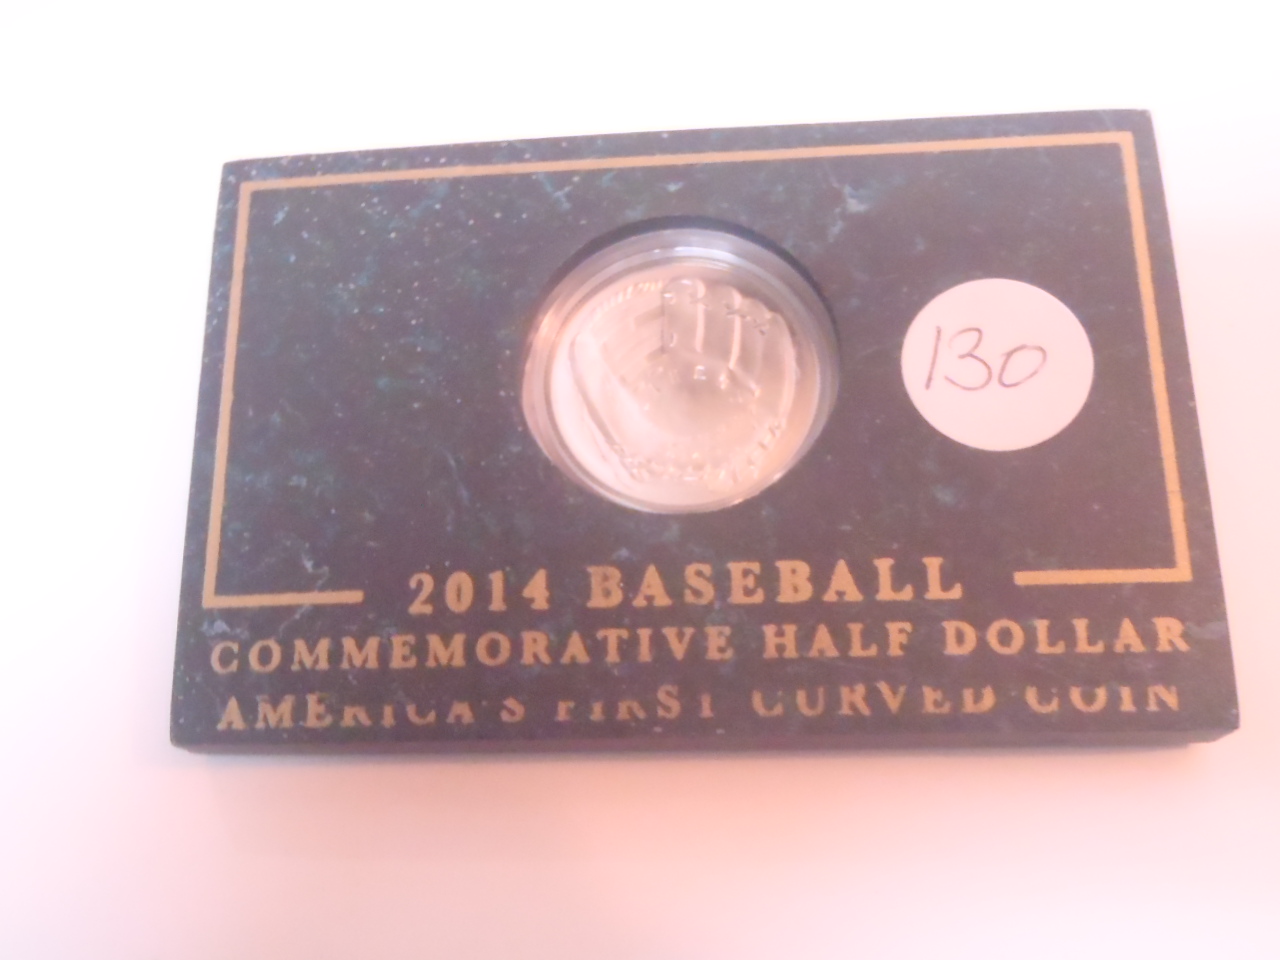 130
2014 BASEBALL
COMMEMORATIVE HALF DOLLAR
AMERICA'S FIRST CURVED COIN